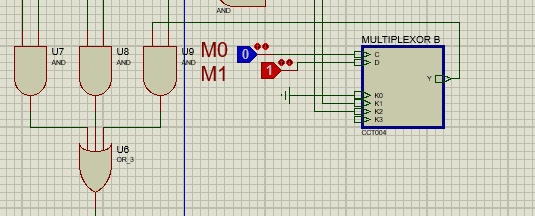 AND
MULTIPLEXOR B
U7
AND
U8
AND
U9
AND
M0
0
M1
1
C
D
Y
K0
K1
K2
K3
CCT004
U6
OR_3